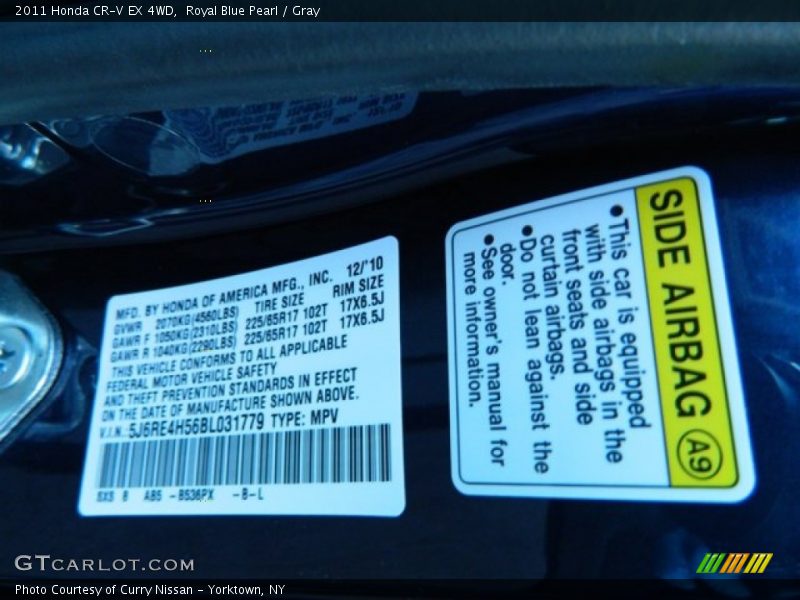 2011 Honda CR-V EX 4WD,  Royal Blue Pearl / Gray
MFD. BY HONDA OF AMERICA MFG., INC. 12/'10
GVWR 2070KG(4560LBS) TIRE SIZE RIM SIZE
GAWR F 1050KG(2310LBS) 225/65R17 102T 17X6.5J
GAWR R 1040KG(2290LBS) 225/65R17 102T 17X6.5J
THIS VEHICLE CONFORMS TO ALL APPLICABLE
FEDERAL MOTOR VEHICLE SAFETY
AND THEFT PREVENTION STANDARDS IN EFFECT
ON THE DATE OF MANUFACTURE SHOWN ABOVE.
V.I.N. 5J6RE4H56BL031779 TYPE: MPV
SXS B AB5 -B536PX -B-L
SIDE AIRBAG A9
●This car is equipped
with side airbags in the
front seats and side
curtain airbags.
●Do not lean against the
door.
●See owner's manual for
more information.
GTCARLOT.COM
Photo Courtesy of Curry Nissan - Yorktown, NY